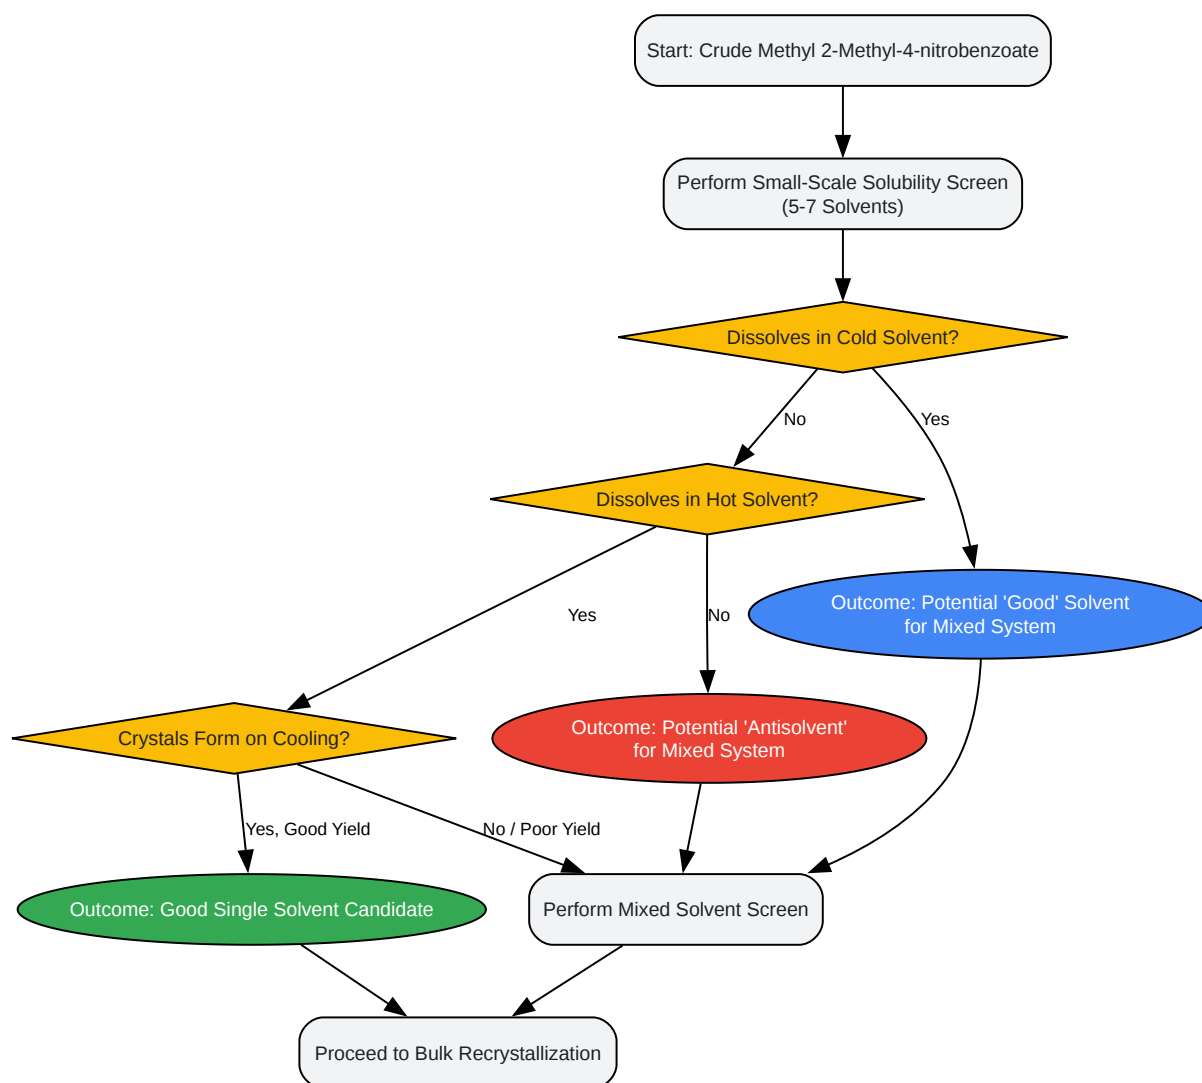 Start: Crude Methyl 2-Methyl-4-nitrobenzoate
Perform Small-Scale Solubility Screen
(5-7 Solvents)
Dissolves in Cold Solvent?
No
Yes
Dissolves in Hot Solvent?
Outcome: Potential 'Good' Solvent
for Mixed System
Yes
No
Crystals Form on Cooling?
Outcome: Potential 'Antisolvent'
for Mixed System
Yes, Good Yield
No / Poor Yield
Outcome: Good Single Solvent Candidate
Perform Mixed Solvent Screen
Proceed to Bulk Recrystallization